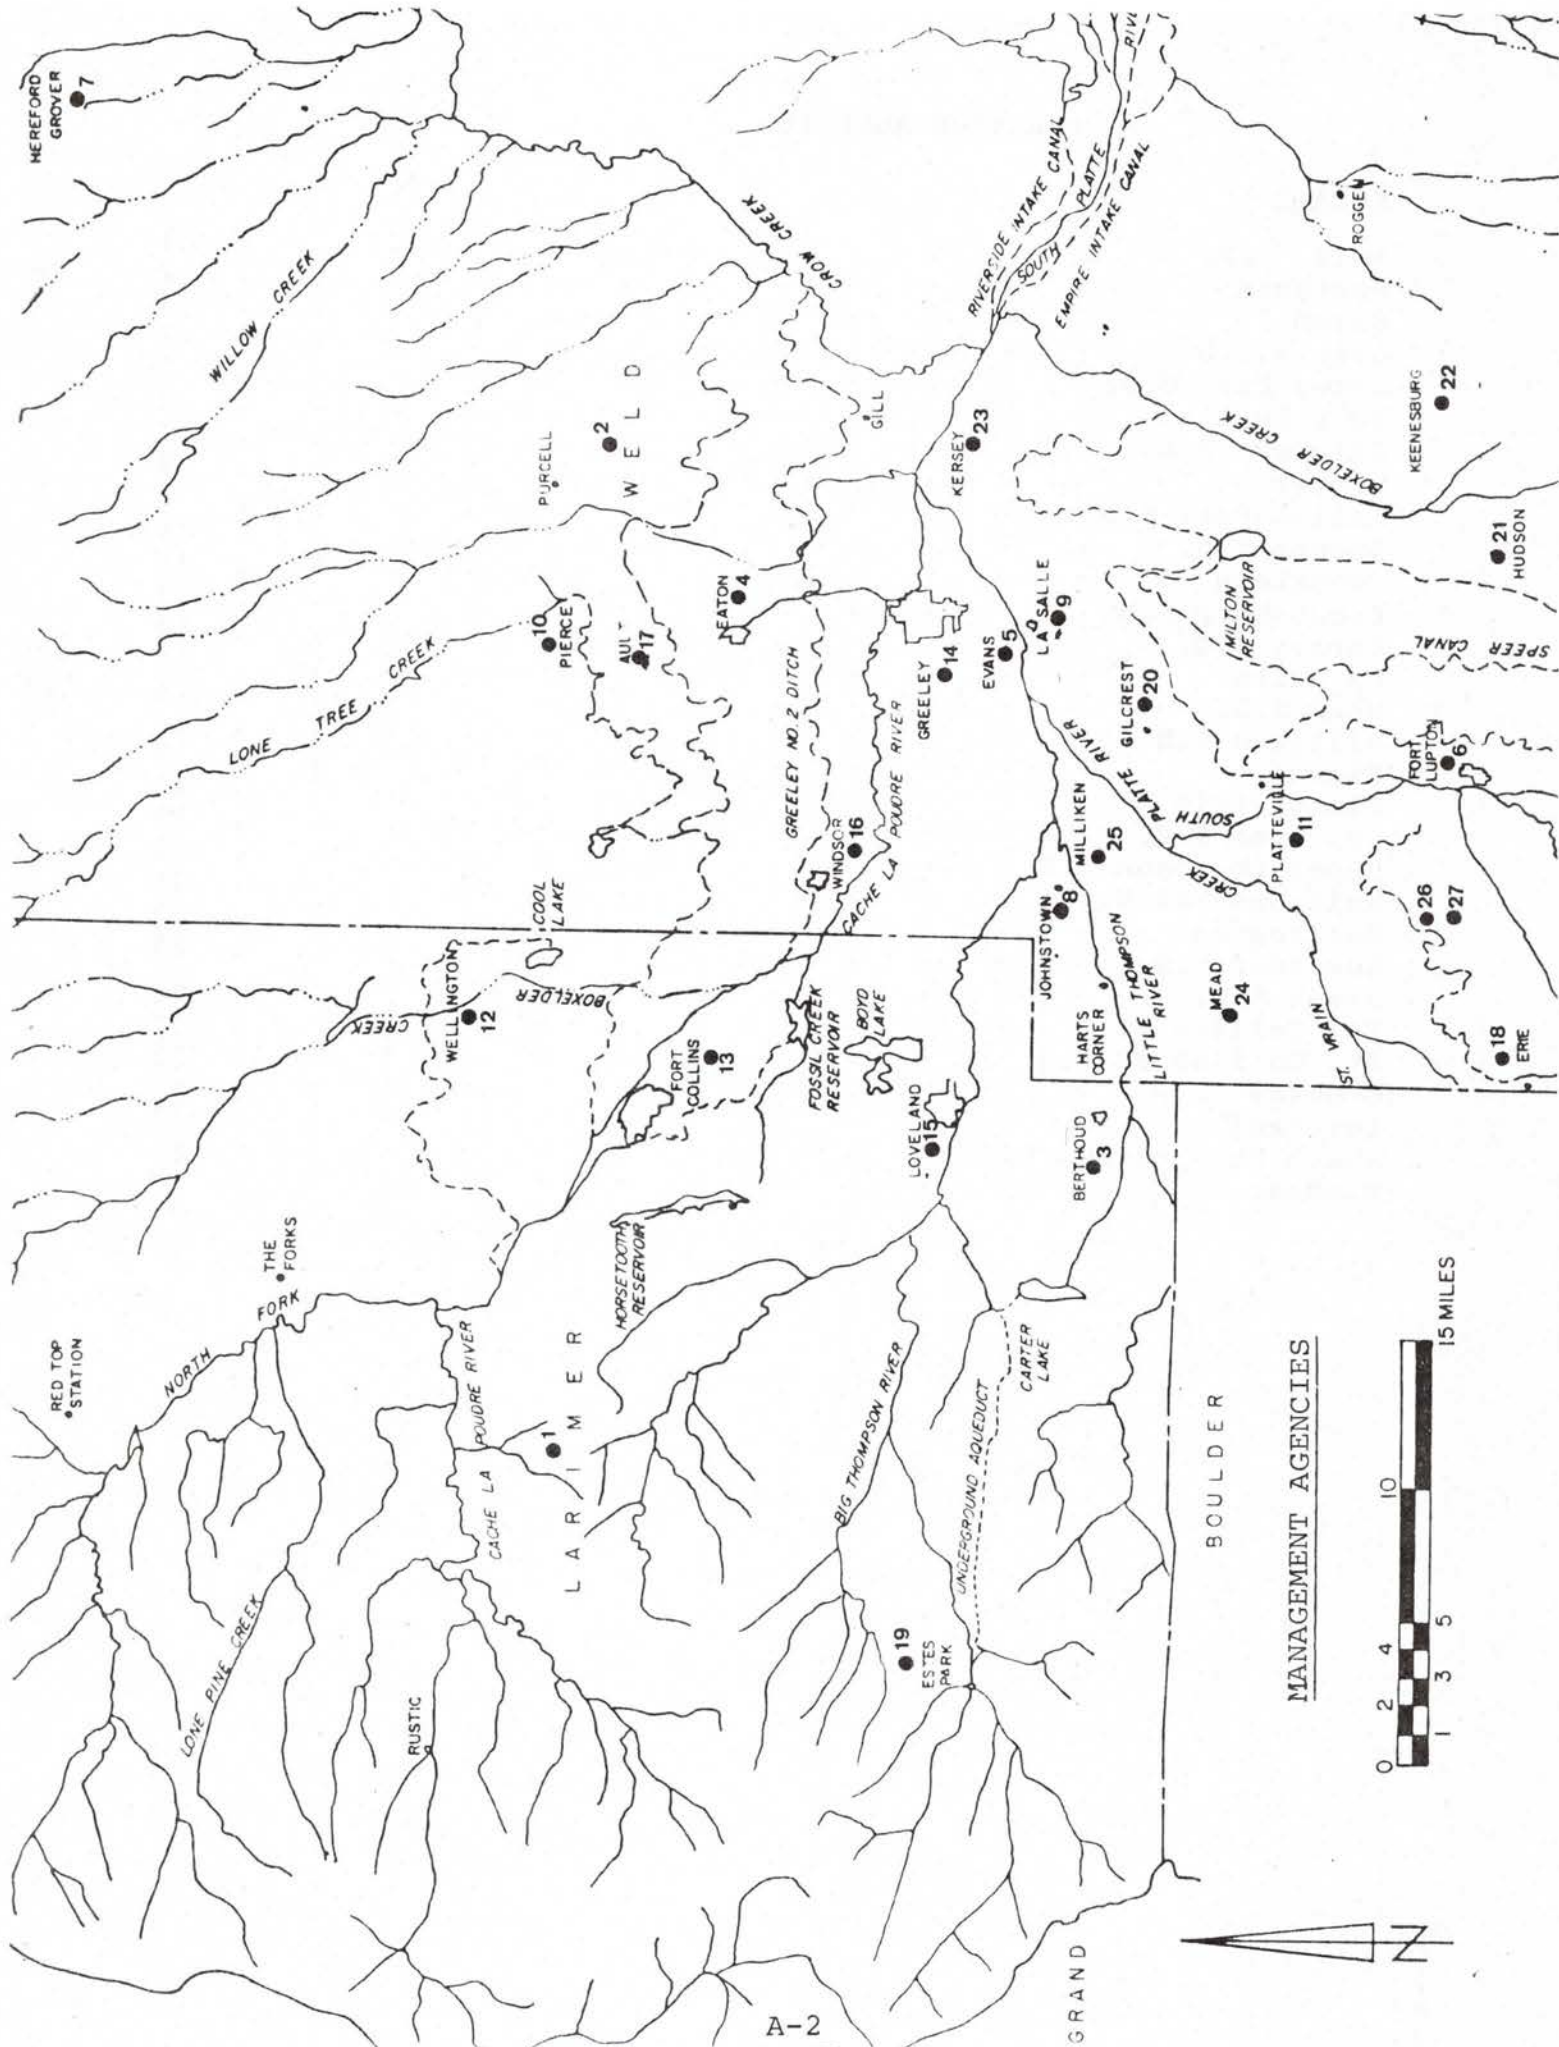 HEREFORD
GROVER
7
WILLOW CREEK
CROW CREEK
RIVERSIDE INTAKE CANAL
SOUTH PLATTE RIVER
EMPIRE INTAKE CANAL
ROGGEN
PURCELL
2
WELD
GILL
KERSEY
23
BOXELDER CREEK
KEENESBURG
22
21
HUDSON
LONE TREE CREEK
10
PIERCE
AULT
17
EATON
4
GREELEY NO. 2 DITCH
CACHE LA POUDRE RIVER
GREELEY
14
EVANS
5
LA SALLE
9
MILTON
RESERVOIR
SPEER CANAL
GILCREST
20
SOUTH PLATTE RIVER
FORT
LUPTON
6
PLATTEVILLE
11
WINDSOR
16
MILLIKEN
25
JOHNSTOWN
8
COOL
LAKE
WELLINGTON
12
BOXELDER CREEK
FORT
COLLINS
13
FOSSIL CREEK
RESERVOIR
BOYD
LAKE
LOVELAND
15
HARTS
CORNER
LITTLE THOMPSON
RIVER
MEAD
24
ST. VRAIN CREEK
26
27
18
ERIE
BERTHOUD
3
THE
FORKS
NORTH FORK
RED TOP
STATION
HORSETOOTH
RESERVOIR
CACHE LA POUDRE RIVER
1
LARIMER
BIG THOMPSON RIVER
CARTER
LAKE
UNDERGROUND AQUEDUCT
LONE PINE CREEK
RUSTIC
19
ESTES
PARK
BOULDER
GRAND
MANAGEMENT AGENCIES
0 2 4 10
1 3 5 15 MILES
N
A-2